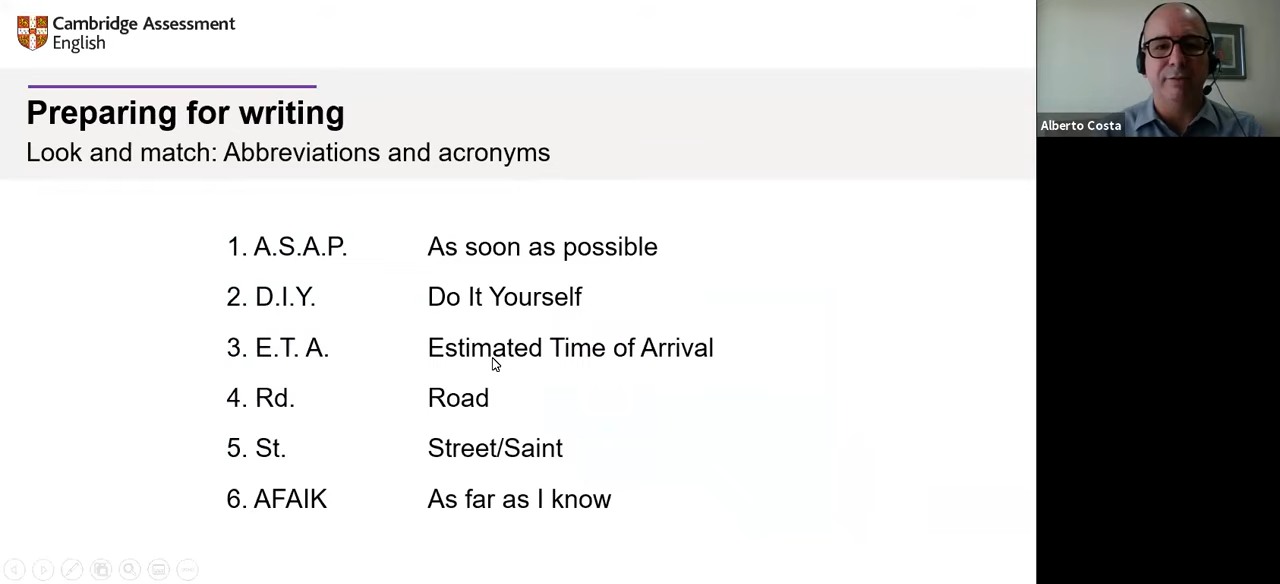 Cambridge Assessment
English
Preparing for writing
Look and match: Abbreviations and acronyms
1. A.S.A.P. As soon as possible
2. D.I.Y. Do It Yourself
3. E.T. A. Estimated Time of Arrival
4. Rd. Road
5. St. Street/Saint
6. AFAIK As far as I know
Alberto Costa